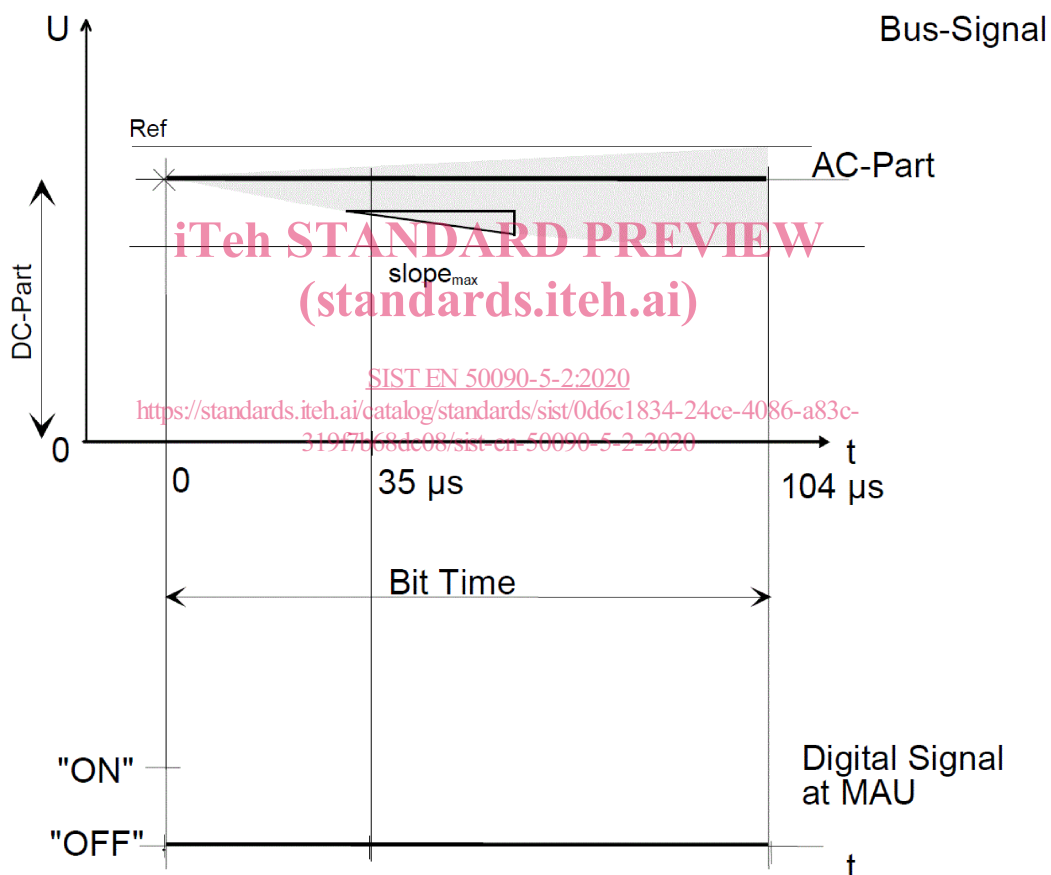 U
Bus-Signal
Ref
AC-Part
iTeh STANDARD PREVIEW
slopemax
(standards.iteh.ai)
DC-Part
SIST EN 50090-5-2:2020
https://standards.iteh.ai/catalog/standards/sist/0d6c1834-24ce-4086-a83c-
319f7b68dc08/sist-en-50090-5-2-2020
0
t
0
35 µs
104 µs
Bit Time
"ON"
Digital Signal
at MAU
"OFF"
t